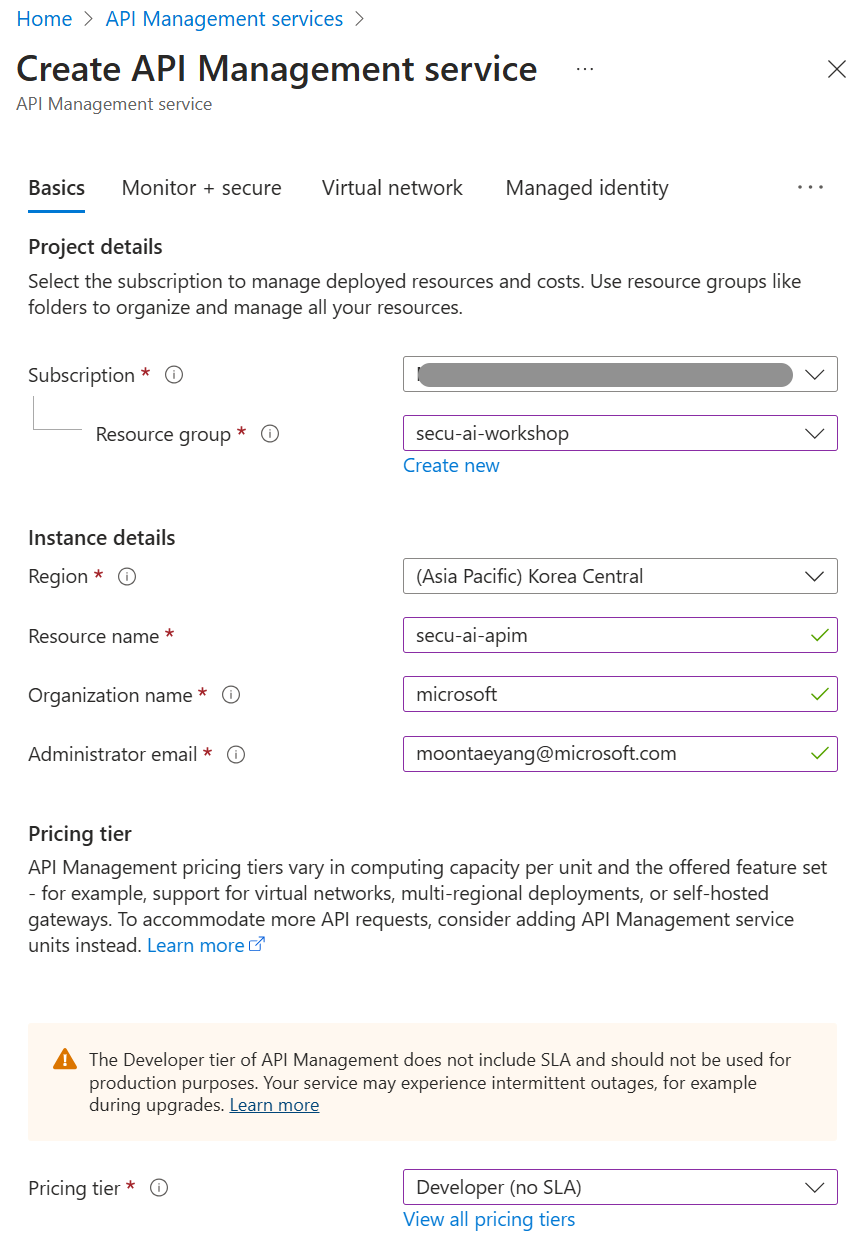 Home > API Management services >
Create API Management service ...
API Management service
Basics Monitor + secure Virtual network Managed identity ...
Project details
Select the subscription to manage deployed resources and costs. Use resource groups like
folders to organize and manage all your resources.
Subscription *
Resource group * secu-ai-workshop
Create new
Instance details
Region * (Asia Pacific) Korea Central
Resource name * secu-ai-apim
Organization name * microsoft
Administrator email * moontaeyang@microsoft.com
Pricing tier
API Management pricing tiers vary in computing capacity per unit and the offered feature set
- for example, support for virtual networks, multi-regional deployments, or self-hosted
gateways. To accommodate more API requests, consider adding API Management service
units instead. Learn more
The Developer tier of API Management does not include SLA and should not be used for
production purposes. Your service may experience intermittent outages, for example
during upgrades. Learn more
Pricing tier * Developer (no SLA)
View all pricing tiers